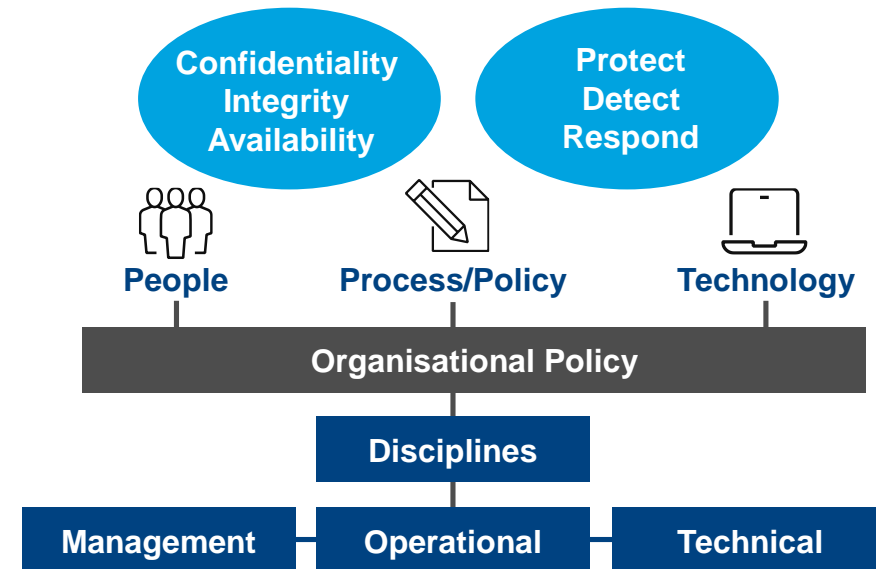 Confidentiality
Integrity
Availability
Protect
Detect
Respond
People
Process/Policy
Technology
Organisational Policy
Disciplines
Management
Operational
Technical